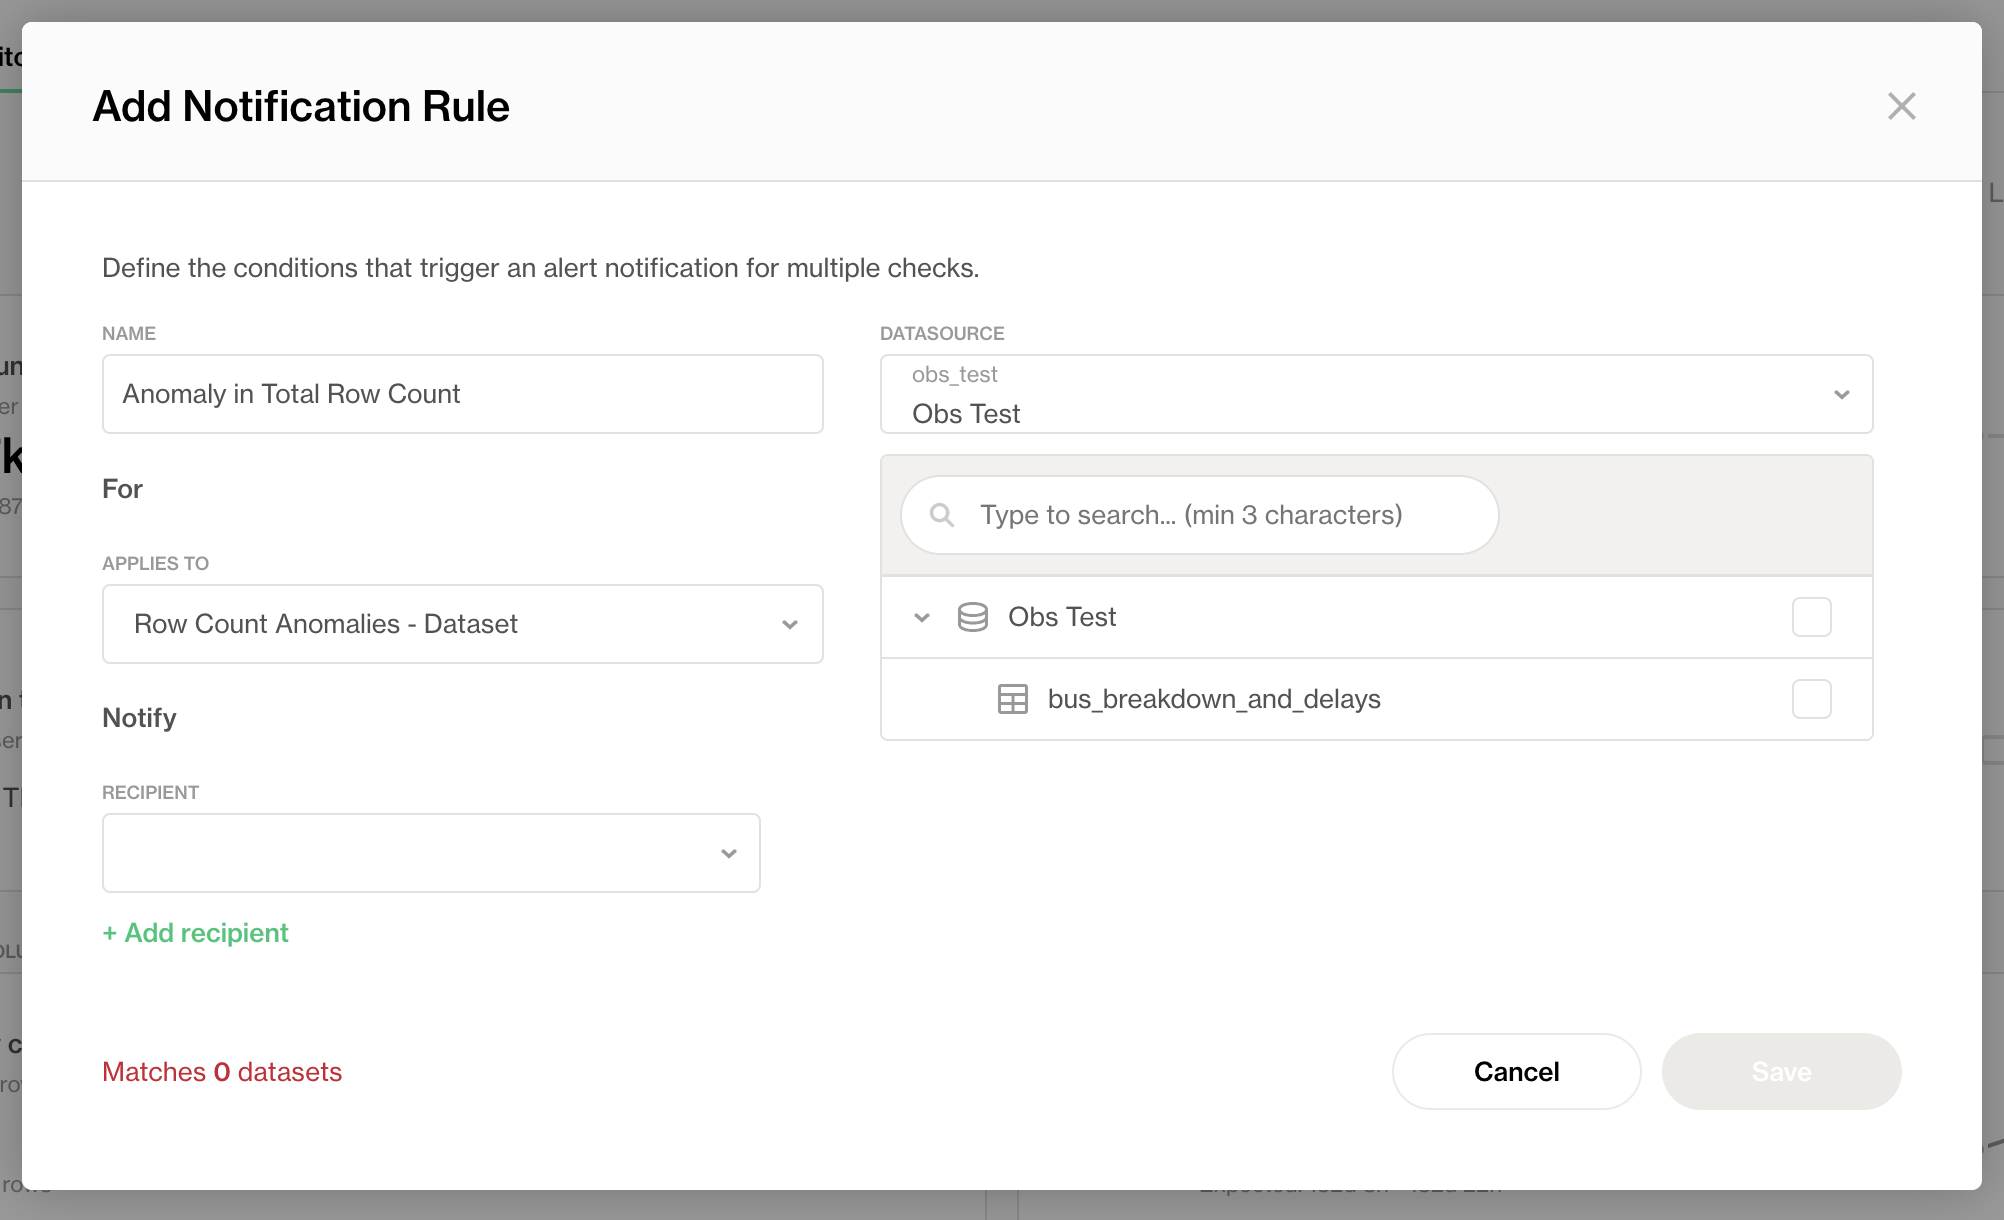 Add Notification Rule
Define the conditions that trigger an alert notification for multiple checks.
NAME
Anomaly in Total Row Count
For
APPLIES TO
Row Count Anomalies - Dataset
Notify
RECIPIENT
+ Add recipient
DATASOURCE
obs_test
Obs Test
Type to search... (min 3 characters)
Obs Test
bus_breakdown_and_delays
Matches 0 datasets
Cancel
Save